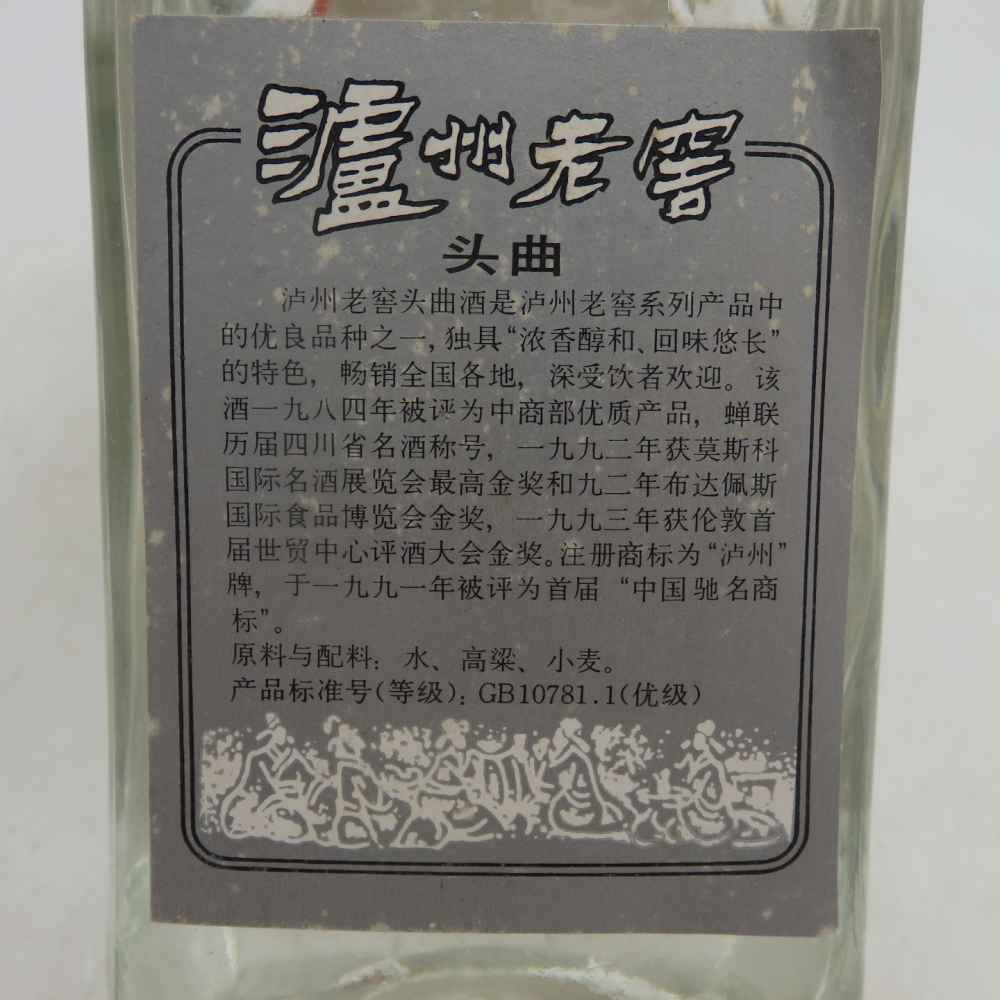 泸州老窖
头曲
泸州老窖头曲酒是泸州老窖系列产品中
的优良品种之一，独具“浓香醇和、回味悠长”
的特色，畅销全国各地，深受饮者欢迎。该
酒一九八四年被评为中商部优质产品，蝉联
历届四川省名酒称号，一九九二年获莫斯科
国际名酒展览会最高金奖和九二年布达佩斯
国际食品博览会金奖，一九九三年获伦敦首
届世贸中心评酒大会金奖。注册商标为“泸州”
牌，于一九九一年被评为首届“中国驰名商
标”。
原料与配料：水、高粱、小麦。
产品标准号(等级)：GB10781.1(优级)